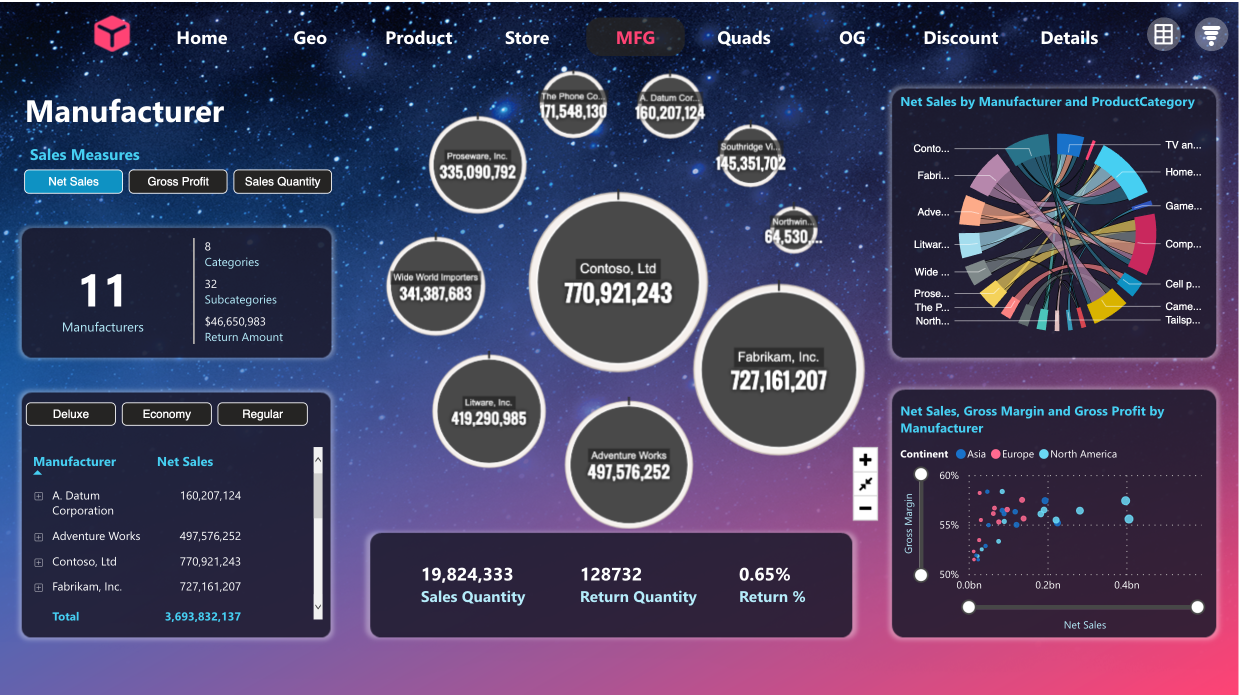 Home Geo Product Store MFG Quads OG Discount Details
Manufacturer
Sales Measures
Net Sales Gross Profit Sales Quantity
11
Manufacturers
8
Categories
32
Subcategories
$46,650,983
Return Amount
Deluxe Economy Regular
Manufacturer Net Sales
A. Datum
Corporation 160,207,124
Adventure Works 497,576,252
Contoso, Ltd 770,921,243
Fabrikam, Inc. 727,161,207
Total 3,693,832,137
The Phone Co...
171,548,130
A. Datum Cor...
160,207,124
Proseware, Inc.
335,090,792
Southridge Vi...
145,351,702
Northwin...
64,530,...
Wide World Importers
341,387,683
Contoso, Ltd
770,921,243
Fabrikam, Inc.
727,161,207
Litware, Inc.
419,290,985
Adventure Works
497,576,252
19,824,333 128732 0.65%
Sales Quantity Return Quantity Return %
Net Sales by Manufacturer and ProductCategory
Conto...
Fabri...
Adve...
Litwar...
Wide ...
Prose...
The P...
North...
TV an...
Home...
Game...
Comp...
Cell p...
Came...
Tailsp...
Net Sales, Gross Margin and Gross Profit by
Manufacturer
Continent Asia Europe North America
60%
55%
50%
Gross Margin
0.0bn 0.2bn 0.4bn
Net Sales